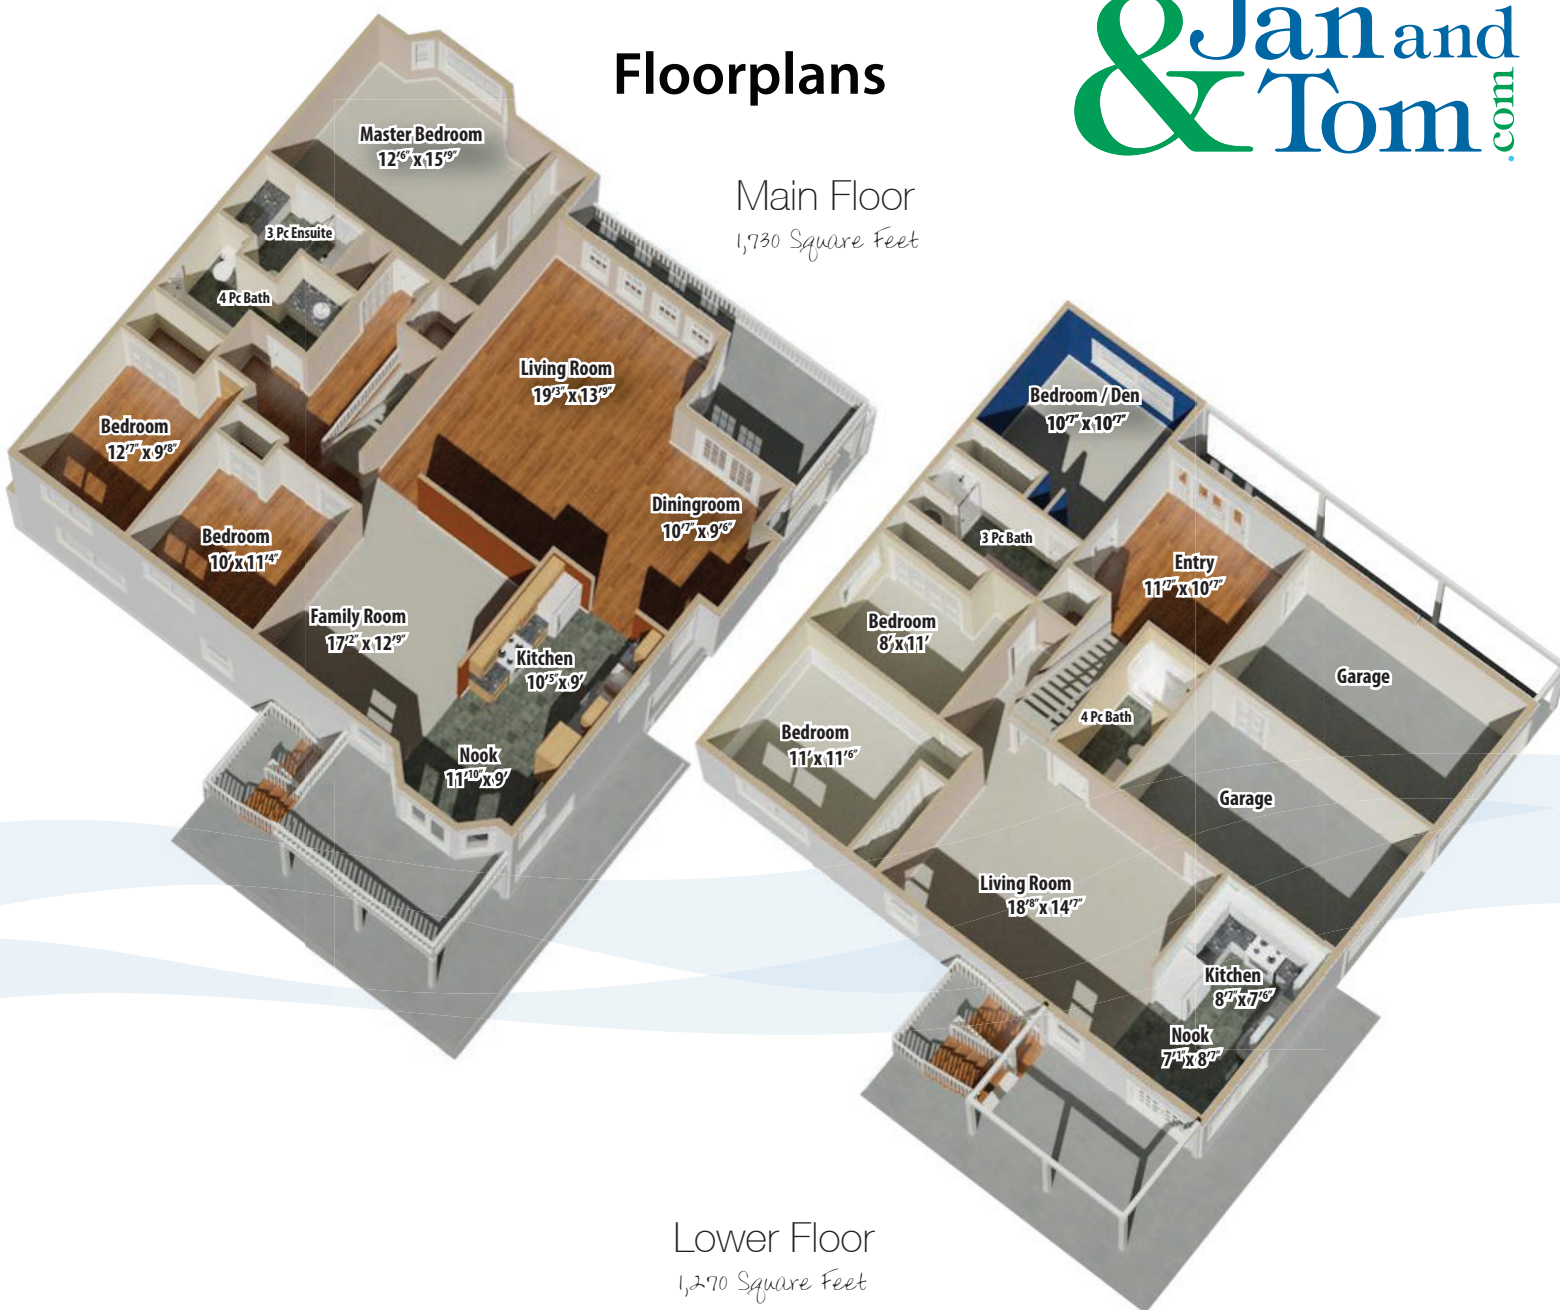 Floorplans
& Jan and
Tom.com
Main Floor
1,730 Square Feet
Master Bedroom
12'6" x 15'9"
3 Pc Ensuite
4 Pc Bath
Living Room
19'3" x 13'9"
Bedroom
12'7" x 9'8"
Bedroom
10' x 11'4"
Diningroom
10'7" x 9'6"
Family Room
17'2" x 12'9"
Kitchen
10'5" x 9'
Nook
11'10" x 9'
Bedroom / Den
10'7" x 10'7"
3 Pc Bath
Entry
11'7" x 10'7"
Bedroom
8' x 11'
Garage
4 Pc Bath
Bedroom
11' x 11'6"
Garage
Living Room
18'8" x 14'7"
Kitchen
8'7" x 7'6"
Nook
7'1" x 8'7"
Lower Floor
1,270 Square Feet